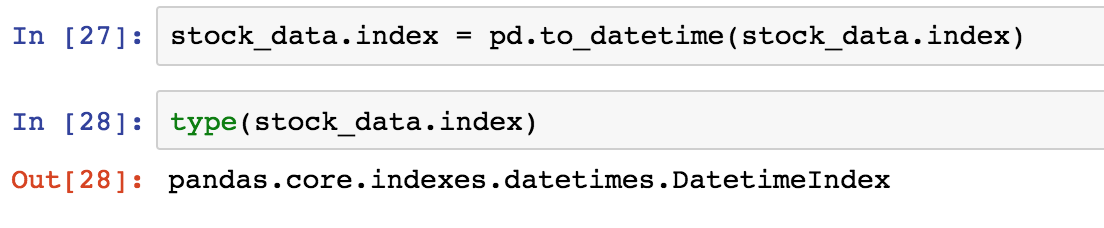 In [27]: stock_data.index = pd.to_datetime(stock_data.index)
In [28]: type(stock_data.index)
Out[28]: pandas.core.indexes.datetimes.DatetimeIndex